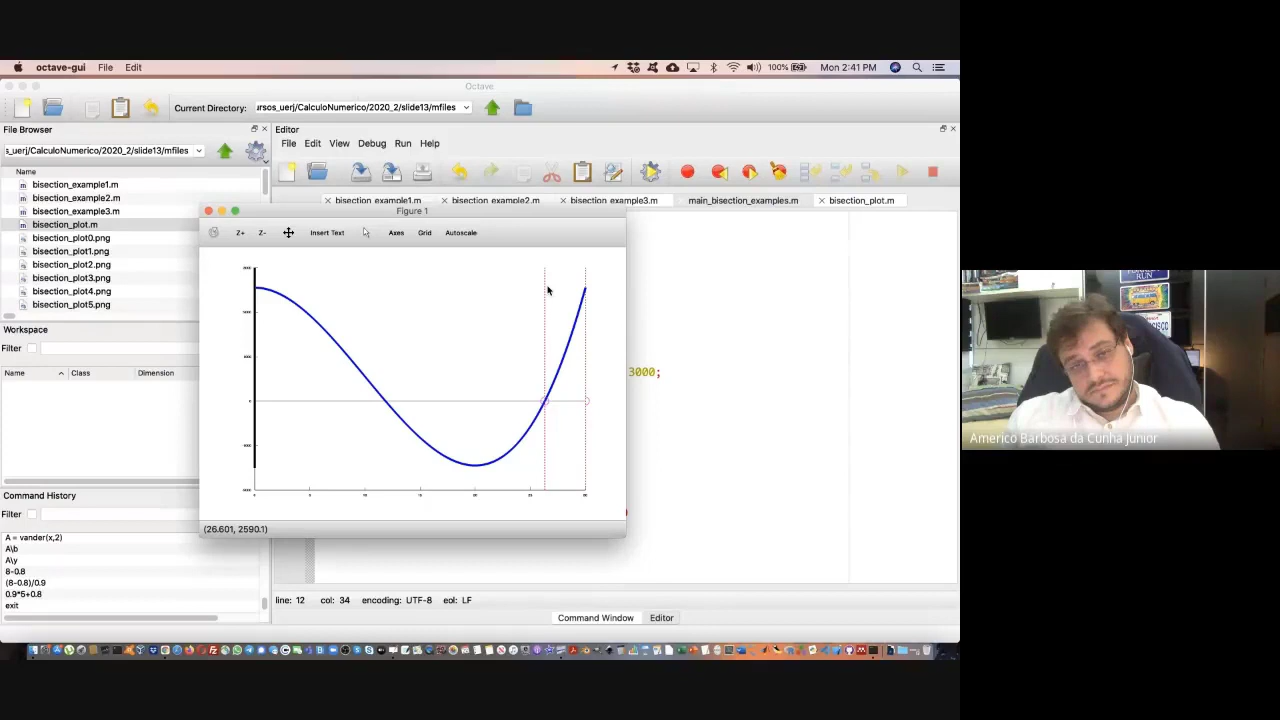 octave-gui File Edit 100% Mon 2:41 PM
Octave
Current Directory: ırsos_uerj/CalculoNumerico/2020_2/slide13/mfiles
File Browser
s_uerj/CalculoNumerico/2020_2/slide13/mfiles
Name
bisection_example1.m
bisection_example2.m
bisection_example3.m
bisection_plot.m
bisection_plot0.png
bisection_plot1.png
bisection_plot2.png
bisection_plot3.png
bisection_plot4.png
bisection_plot5.png
Workspace
Filter
Name Class Dimension
Command History
Filter
A = vander(x,2)
A\b
A\y
8-0.8
(8-0.8)/0.9
0.9*5+0.8
exit
Editor
File Edit View Debug Run Help
bisection_example1.m bisection_example2.m bisection_example3.m main_bisection_examples.m bisection_plot.m
Figure 1
Z+ Z- Insert Text Axes Grid Autoscale
(26.601, 2590.1)
3000;
line: 12 col: 34 encoding: UTF-8 eol: LF
Command Window Editor
RUN
Americo Barbosa da Cunha Junior